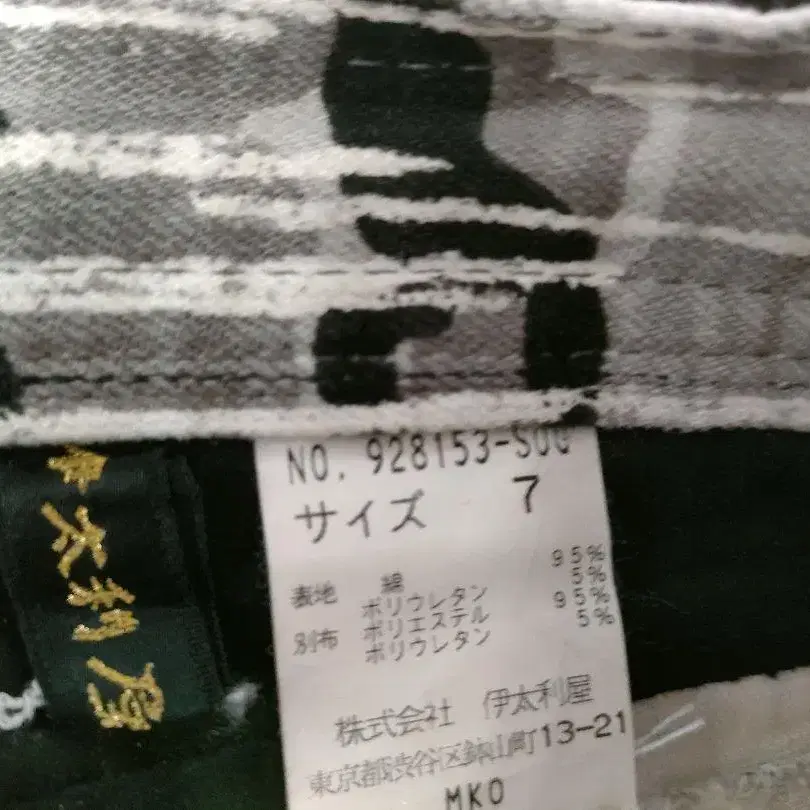 伊太利屋
NO. 928153-SOG
サイズ 7
表地 綿 95%
ポリウレタン 5%
別布 ポリエステル 95%
ポリウレタン 5%
株式会社 伊太利屋
東京都渋谷区鉢山町13-21
MKO